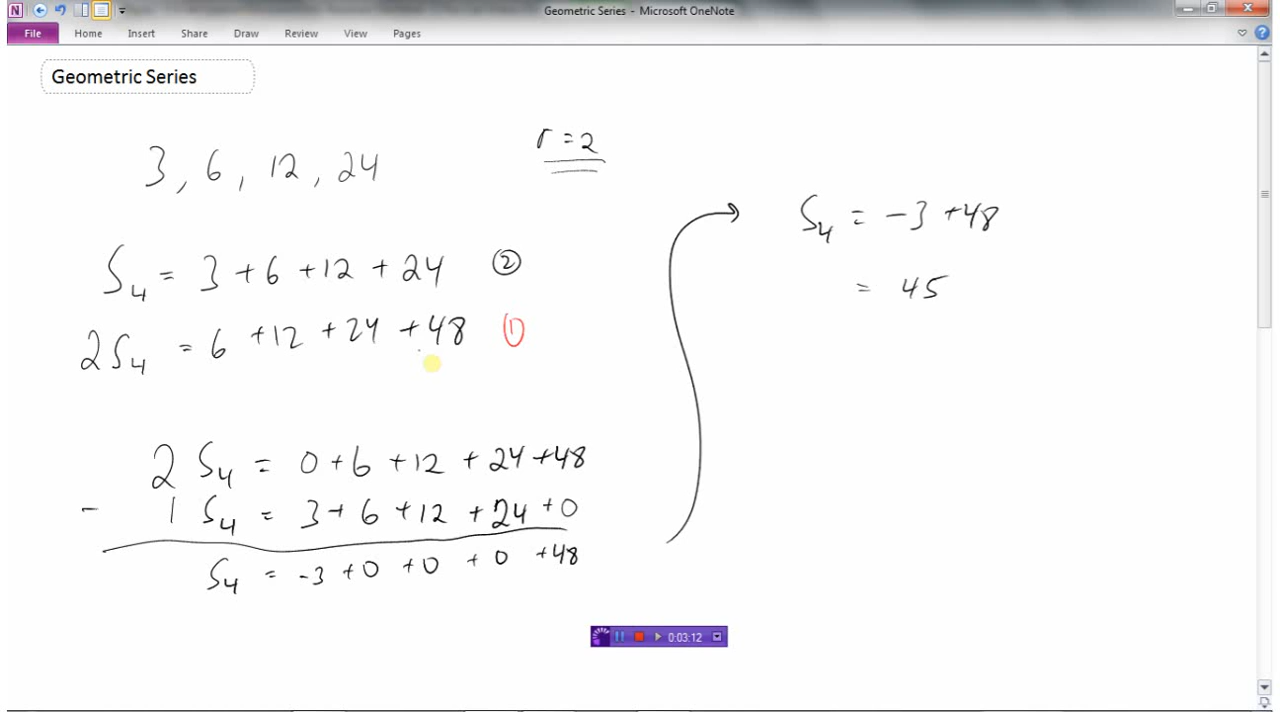 Geometric Series - Microsoft OneNote
File Home Insert Share Draw Review View Pages
Geometric Series
3, 6, 12, 24
r = 2
S4 = 3 + 6 + 12 + 24 ②
2S4 = 6 + 12 + 24 + 48 ①
2 S4 = 0 + 6 + 12 + 24 + 48
- 1 S4 = 3 + 6 + 12 + 24 + 0
S4 = -3 + 0 + 0 + 0 + 48
S4 = -3 + 48
= 45
0:03:12